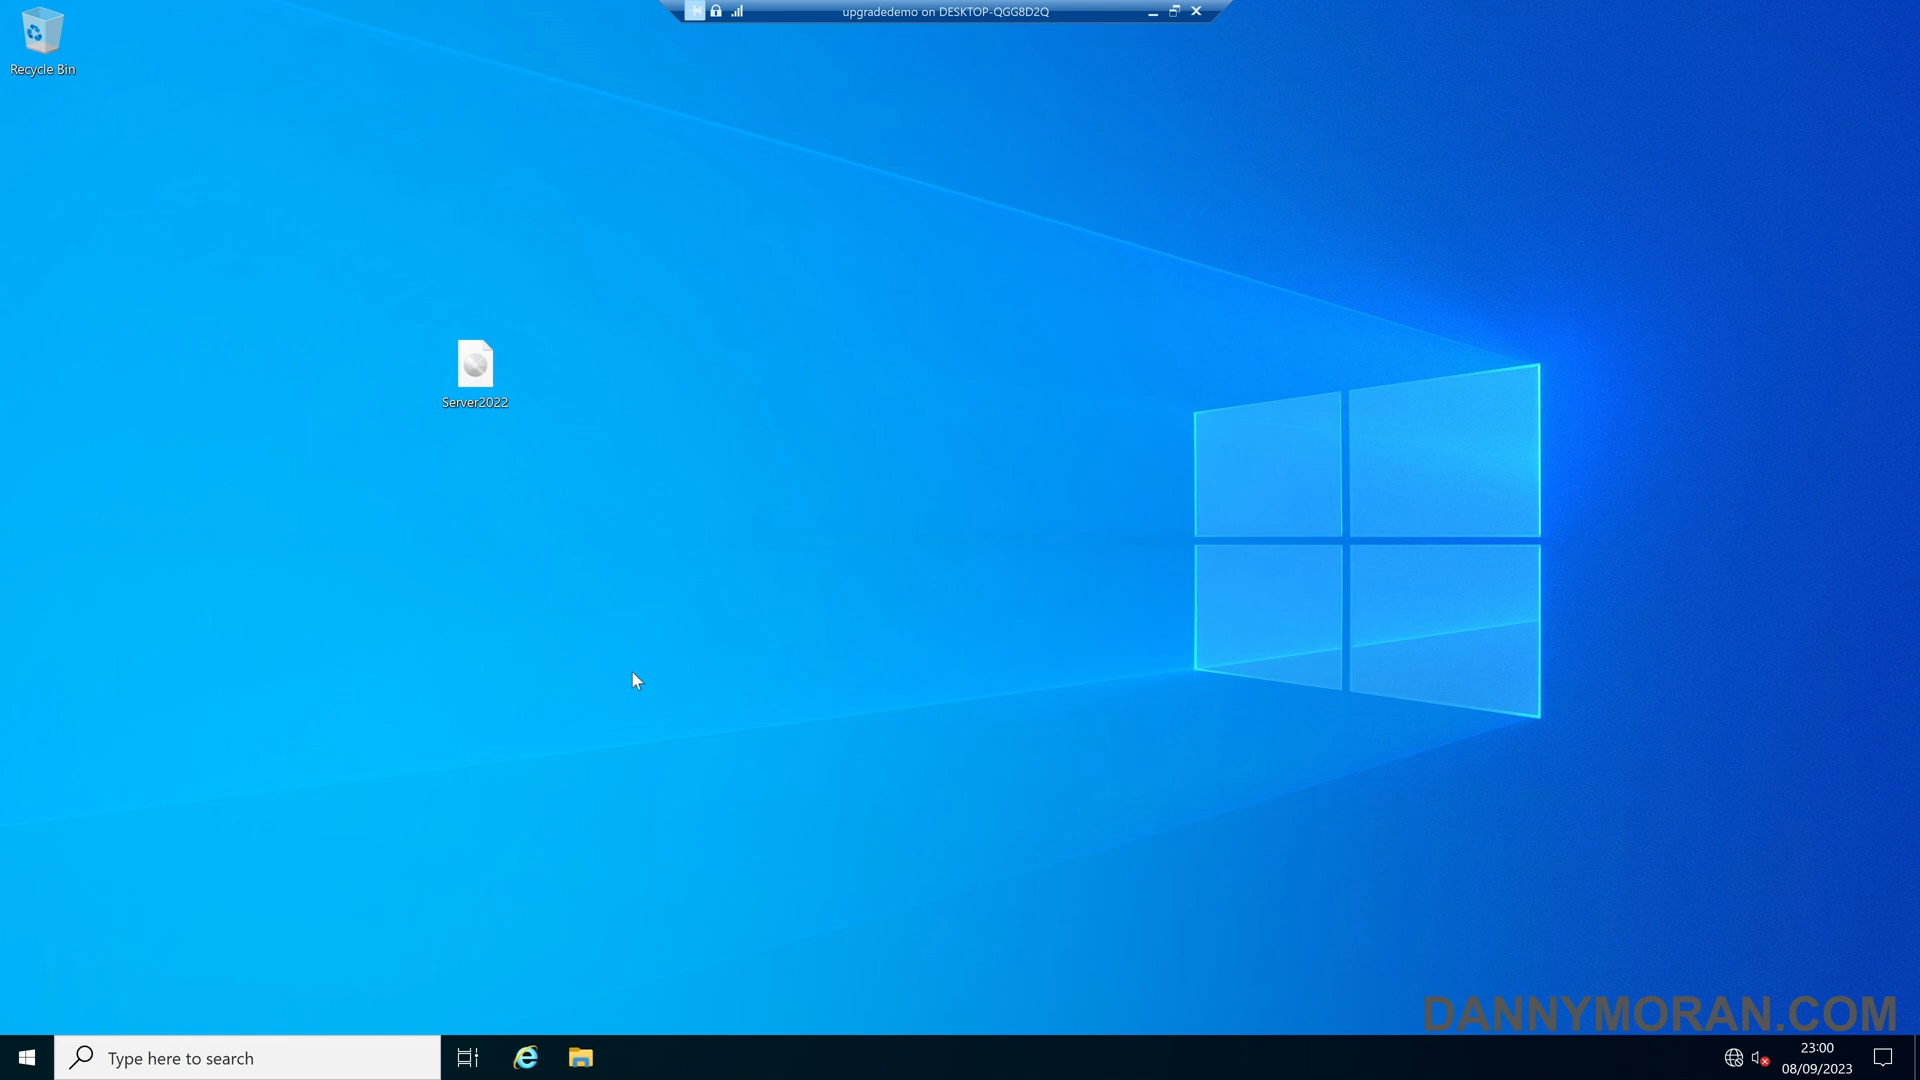 upgradedemo on DESKTOP-QGG8D2Q
Recycle Bin
Server2022
DANNYMORAN.COM
Type here to search
23:00
08/09/2023